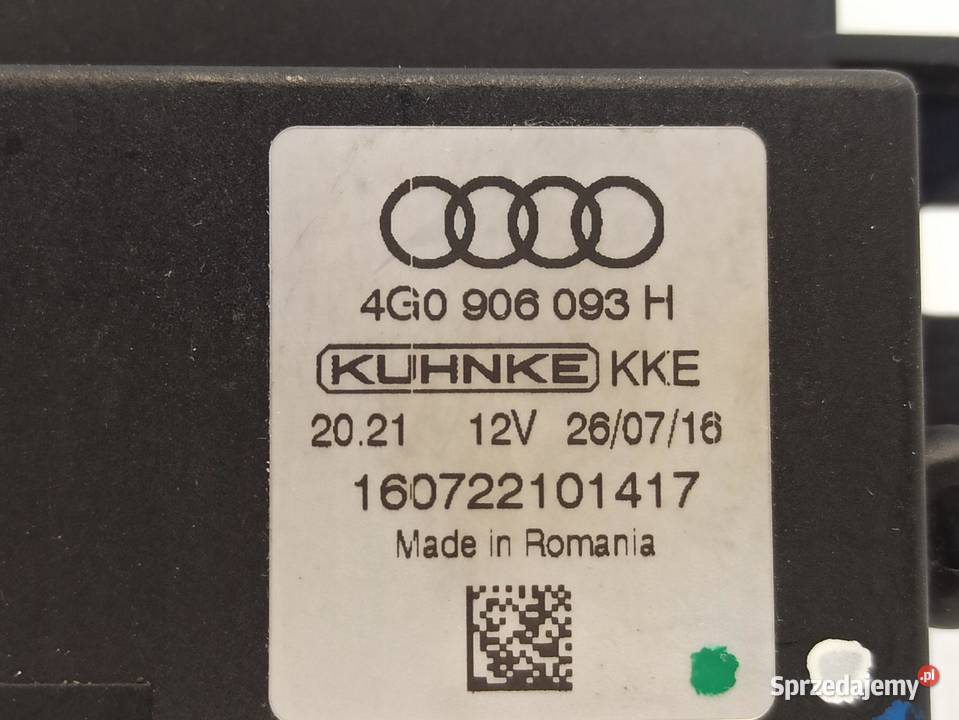 4G0 906 093 H
KUHNKE KKE
20.21 12V 26/07/16
160722101417
Made in Romania
Sprzedajemy.pl